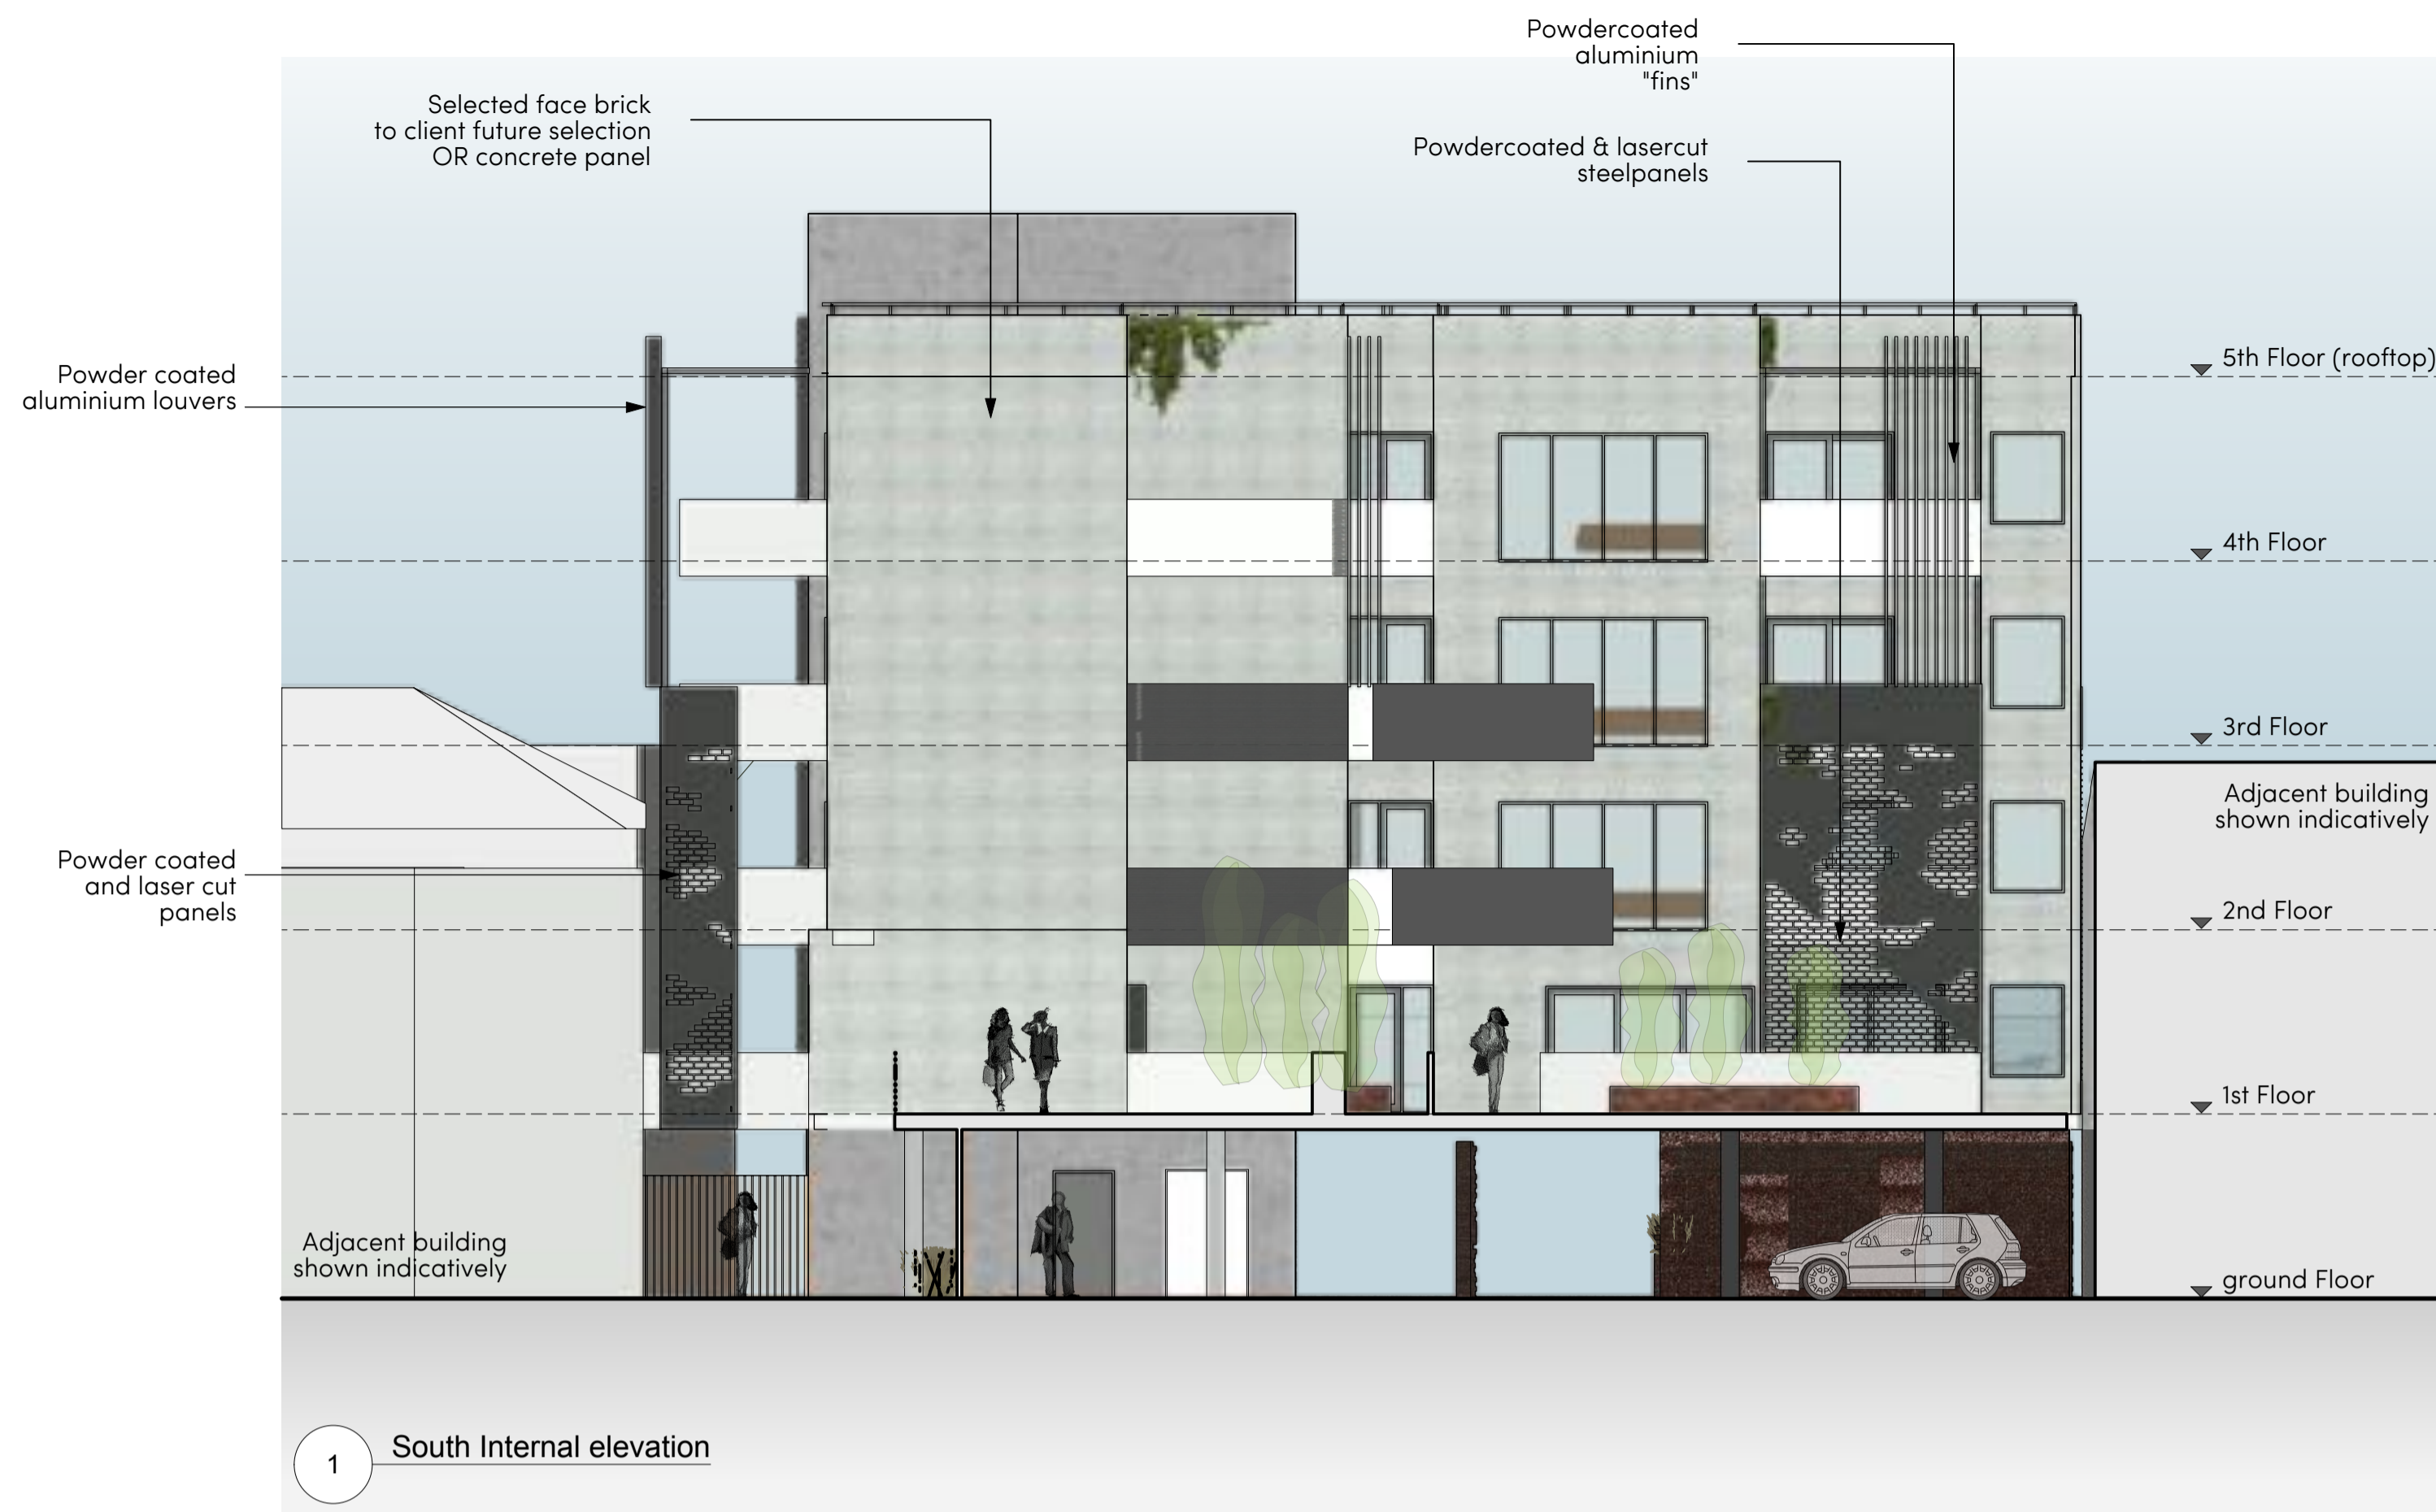 Powdercoated
aluminium
"fins"
Selected face brick
to client future selection
OR concrete panel
Powdercoated & lasercut
steelpanels
5th Floor (rooftop)
Powder coated
aluminium louvers
4th Floor
3rd Floor
Adjacent building
shown indicatively
Powder coated
and laser cut
panels
2nd Floor
1st Floor
Adjacent building
shown indicatively
ground Floor
1
South Internal elevation